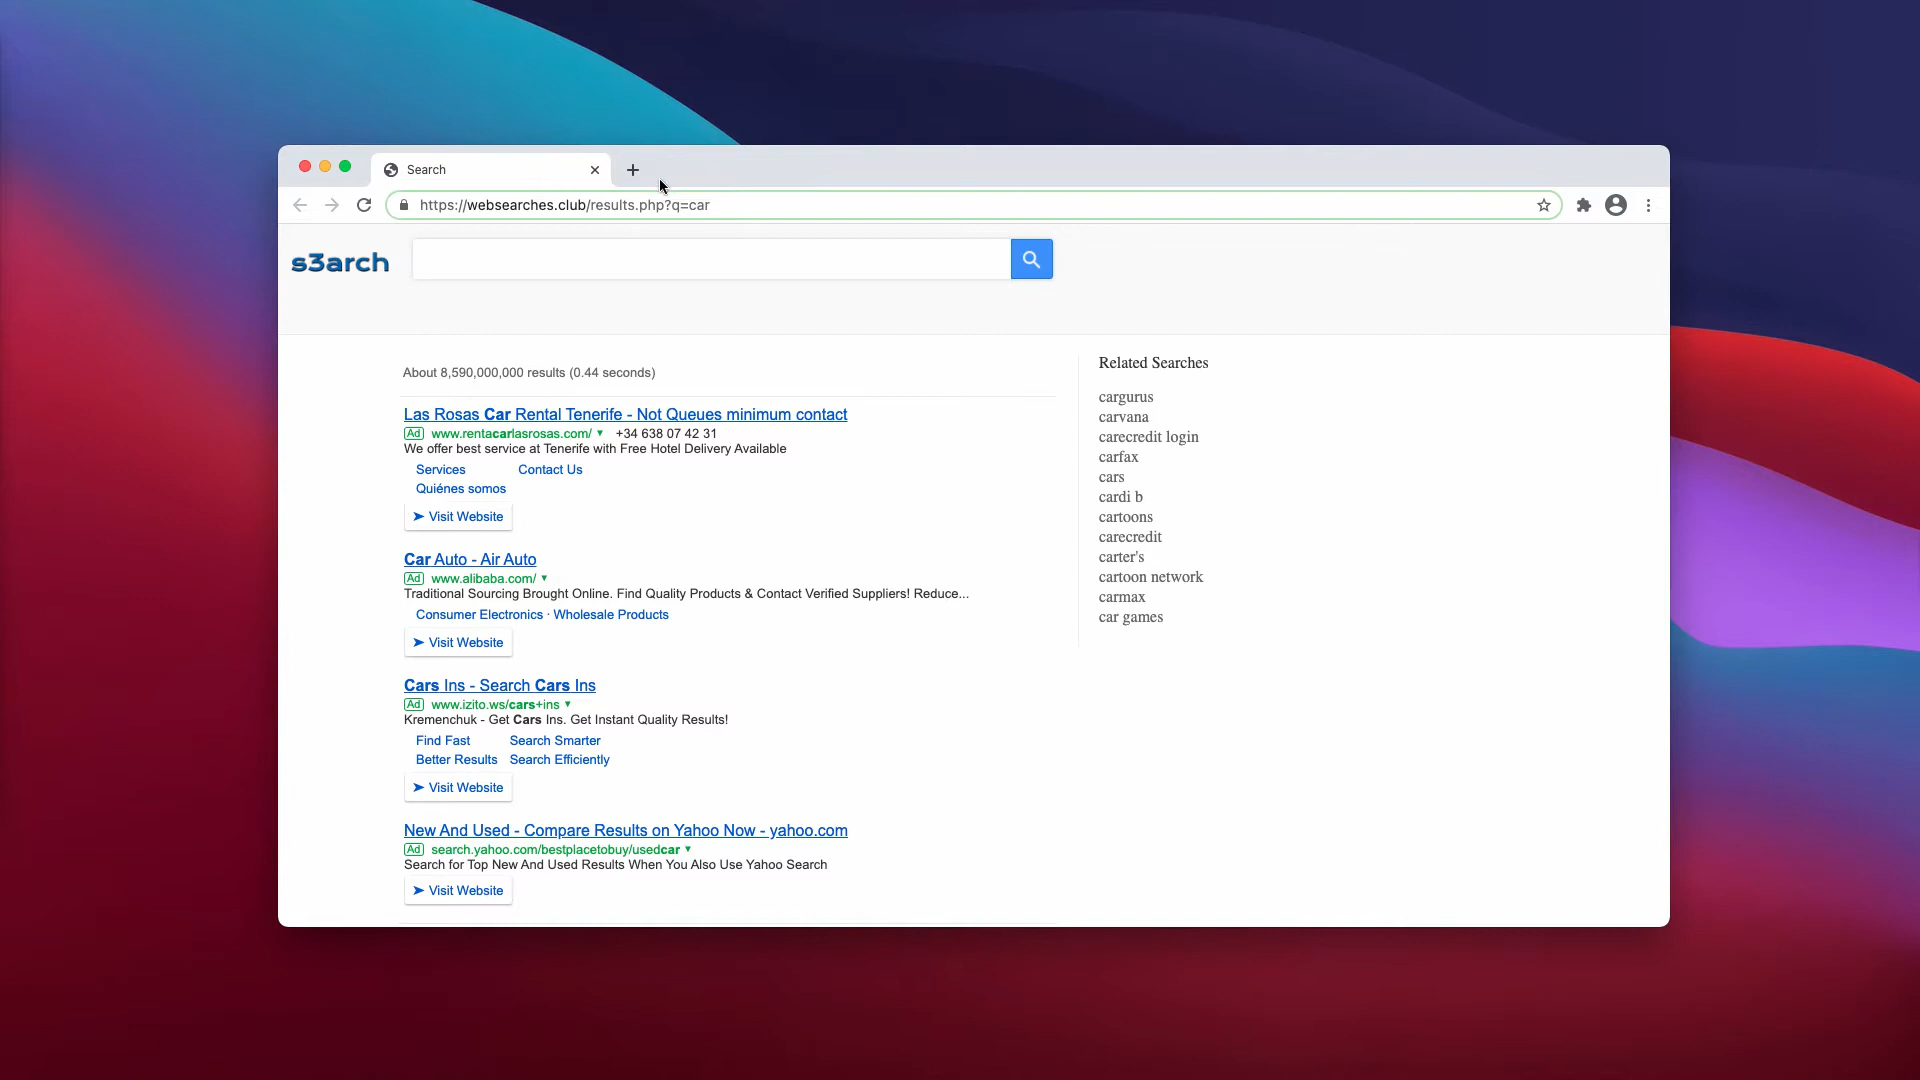 Search
https://websearches.club/results.php?q=car
s3arch
About 8,590,000,000 results (0.44 seconds)
Las Rosas Car Rental Tenerife - Not Queues minimum contact
Ad www.rentacarlasrosas.com/ ▼ +34 638 07 42 31
We offer best service at Tenerife with Free Hotel Delivery Available
Services Contact Us
Quiénes somos
➤ Visit Website
Car Auto - Air Auto
Ad www.alibaba.com/ ▼
Traditional Sourcing Brought Online. Find Quality Products & Contact Verified Suppliers! Reduce...
Consumer Electronics · Wholesale Products
➤ Visit Website
Cars Ins - Search Cars Ins
Ad www.izito.ws/cars+ins ▼
Kremenchuk - Get Cars Ins. Get Instant Quality Results!
Find Fast Search Smarter
Better Results Search Efficiently
➤ Visit Website
New And Used - Compare Results on Yahoo Now - yahoo.com
Ad search.yahoo.com/bestplacetobuy/usedcar ▼
Search for Top New And Used Results When You Also Use Yahoo Search
➤ Visit Website
Related Searches
cargurus
carvana
carecredit login
carfax
cars
cardi b
cartoons
carecredit
carter's
cartoon network
carmax
car games